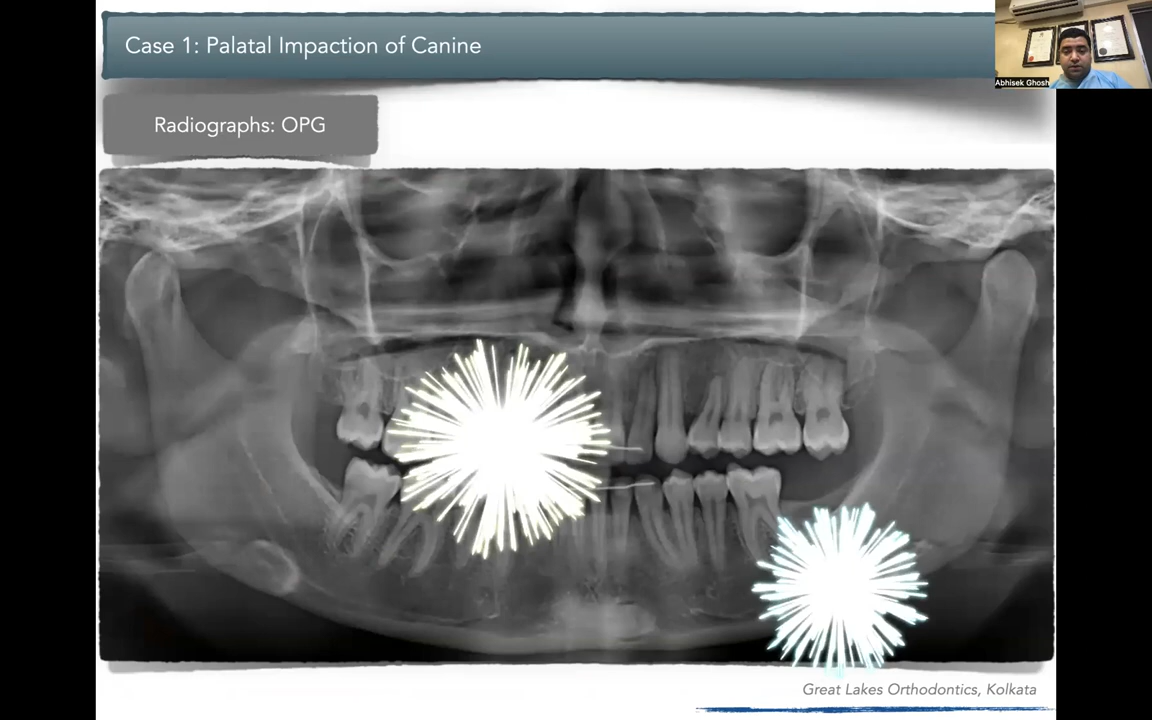 Case 1: Palatal Impaction of Canine
Abhisek Ghosh
Radiographs: OPG
Great Lakes Orthodontics, Kolkata